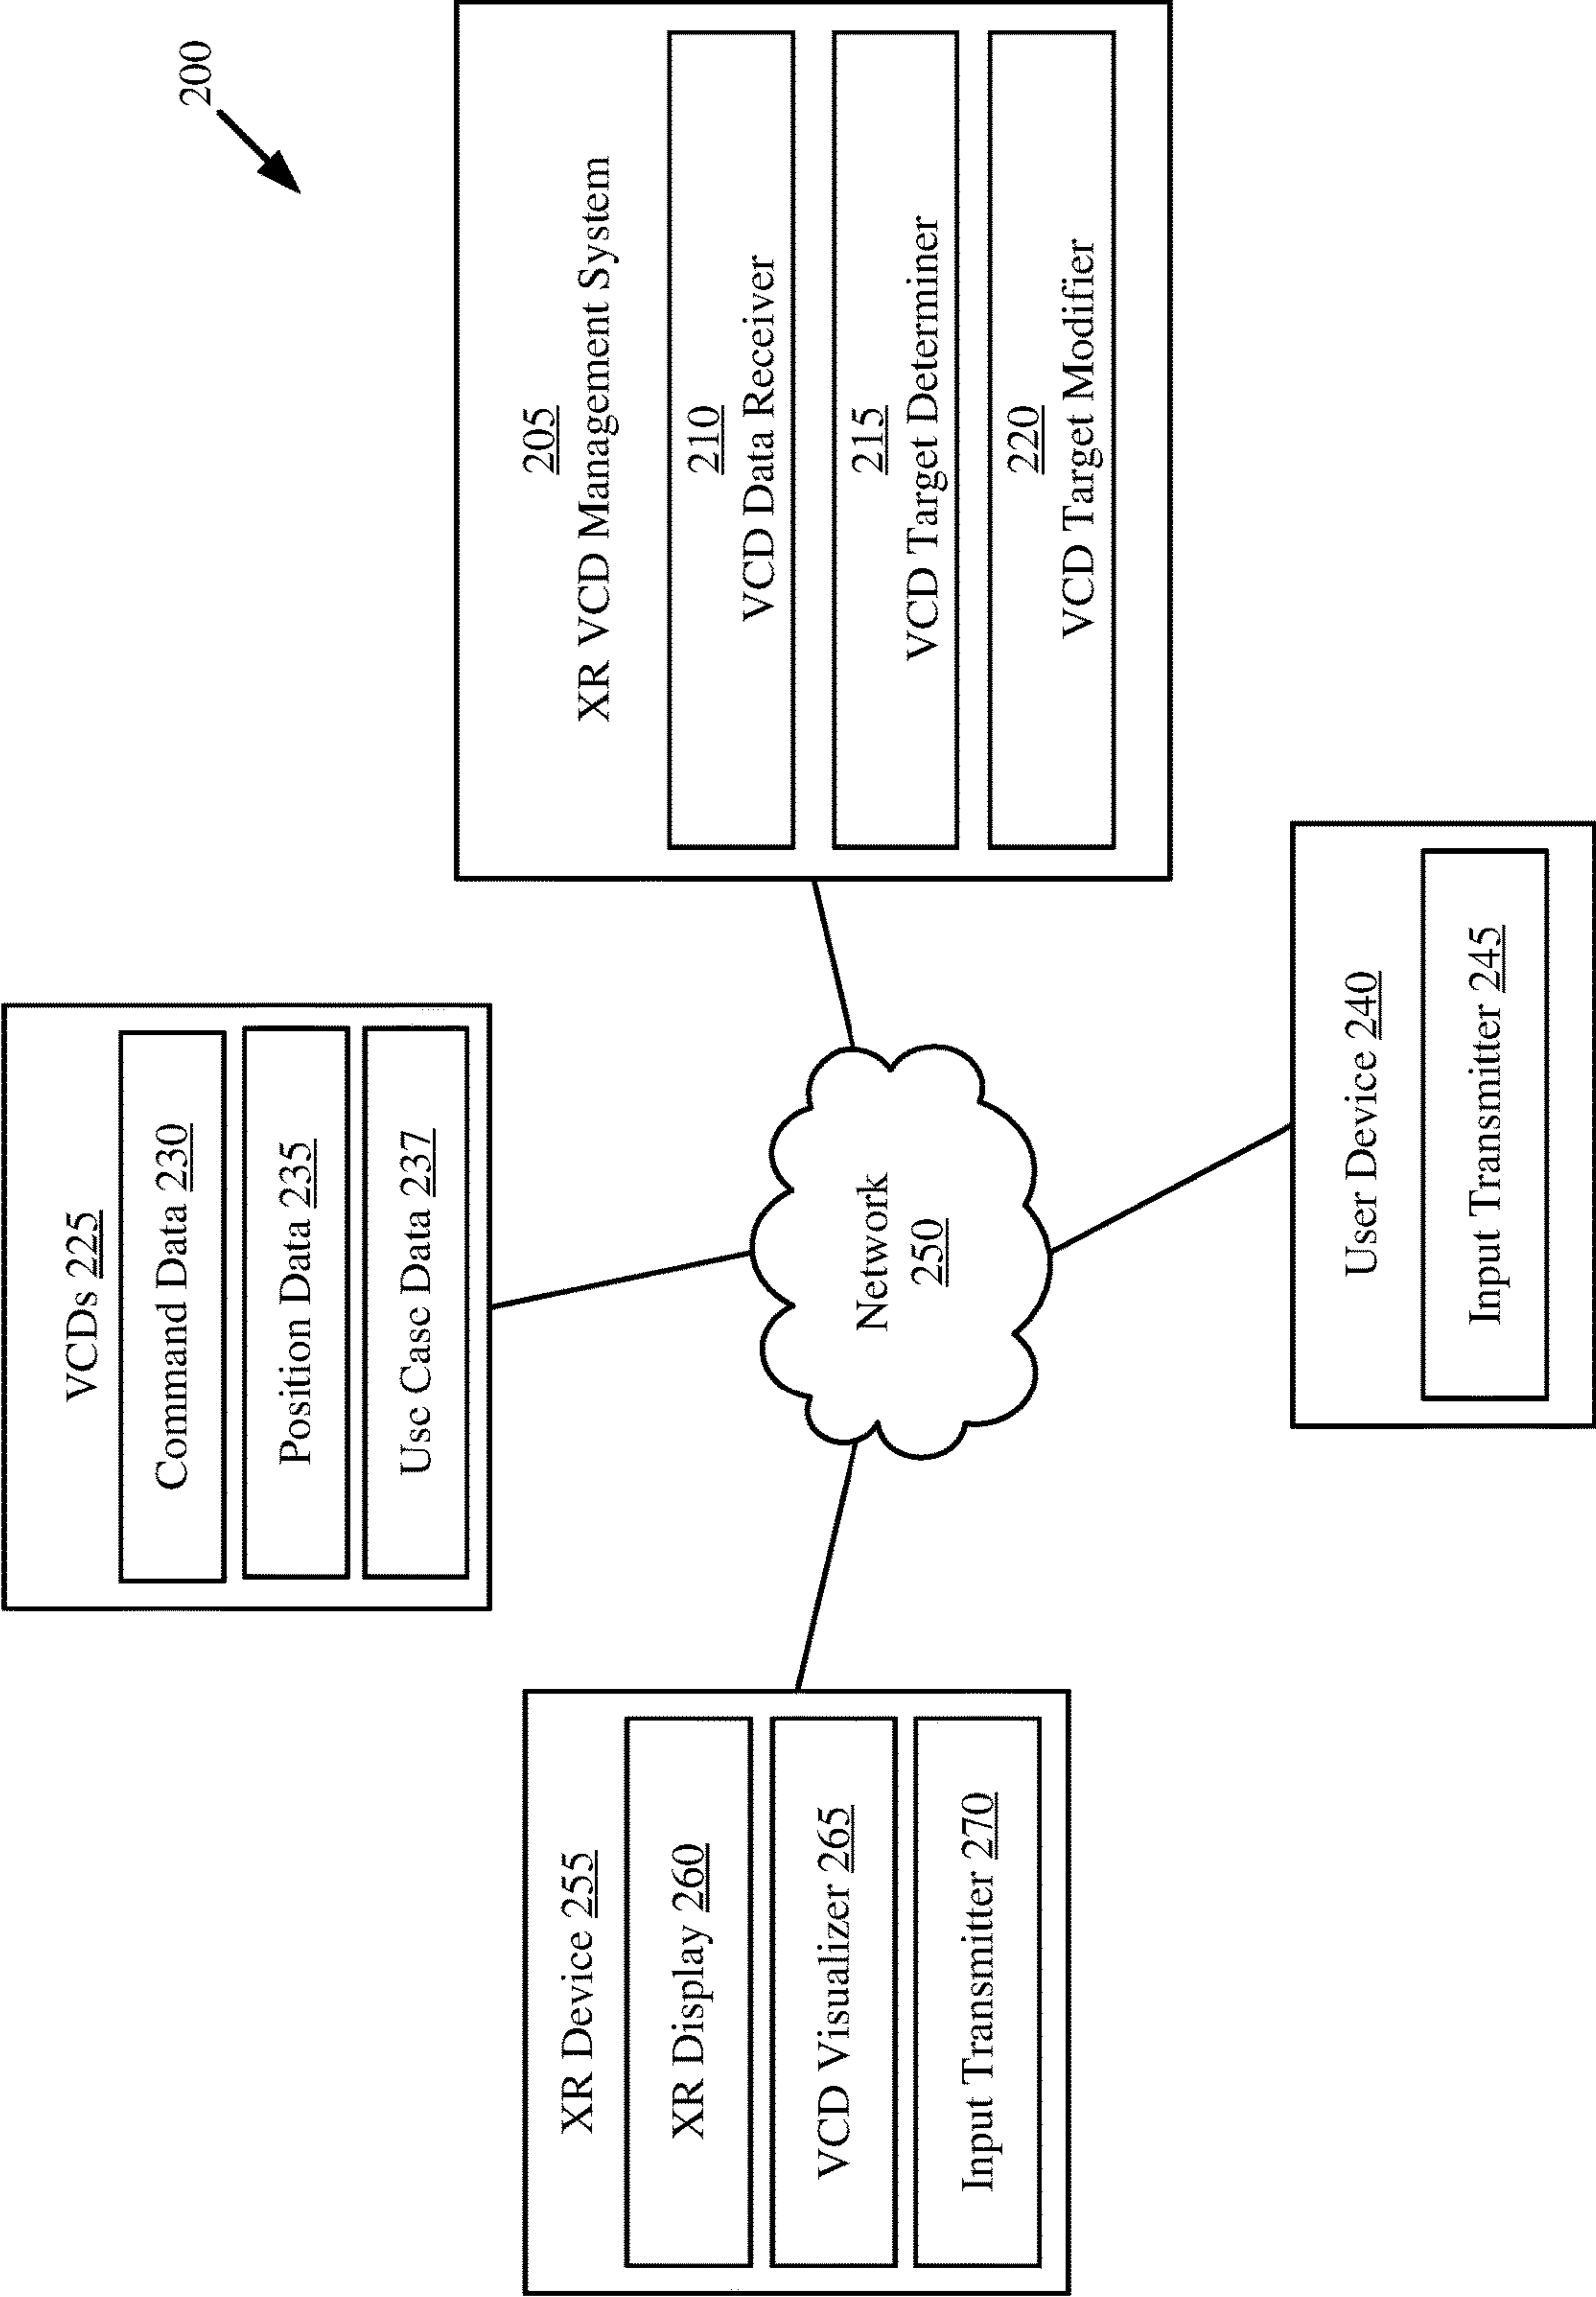 200
VCDs 225
Command Data 230
Position Data 235
Use Case Data 237
XR Device 255
XR Display 260
VCD Visualizer 265
Input Transmitter 270
Network
250
205
XR VCD Management System
210
VCD Data Receiver
215
VCD Target Determiner
220
VCD Target Modifier
User Device 240
Input Transmitter 245